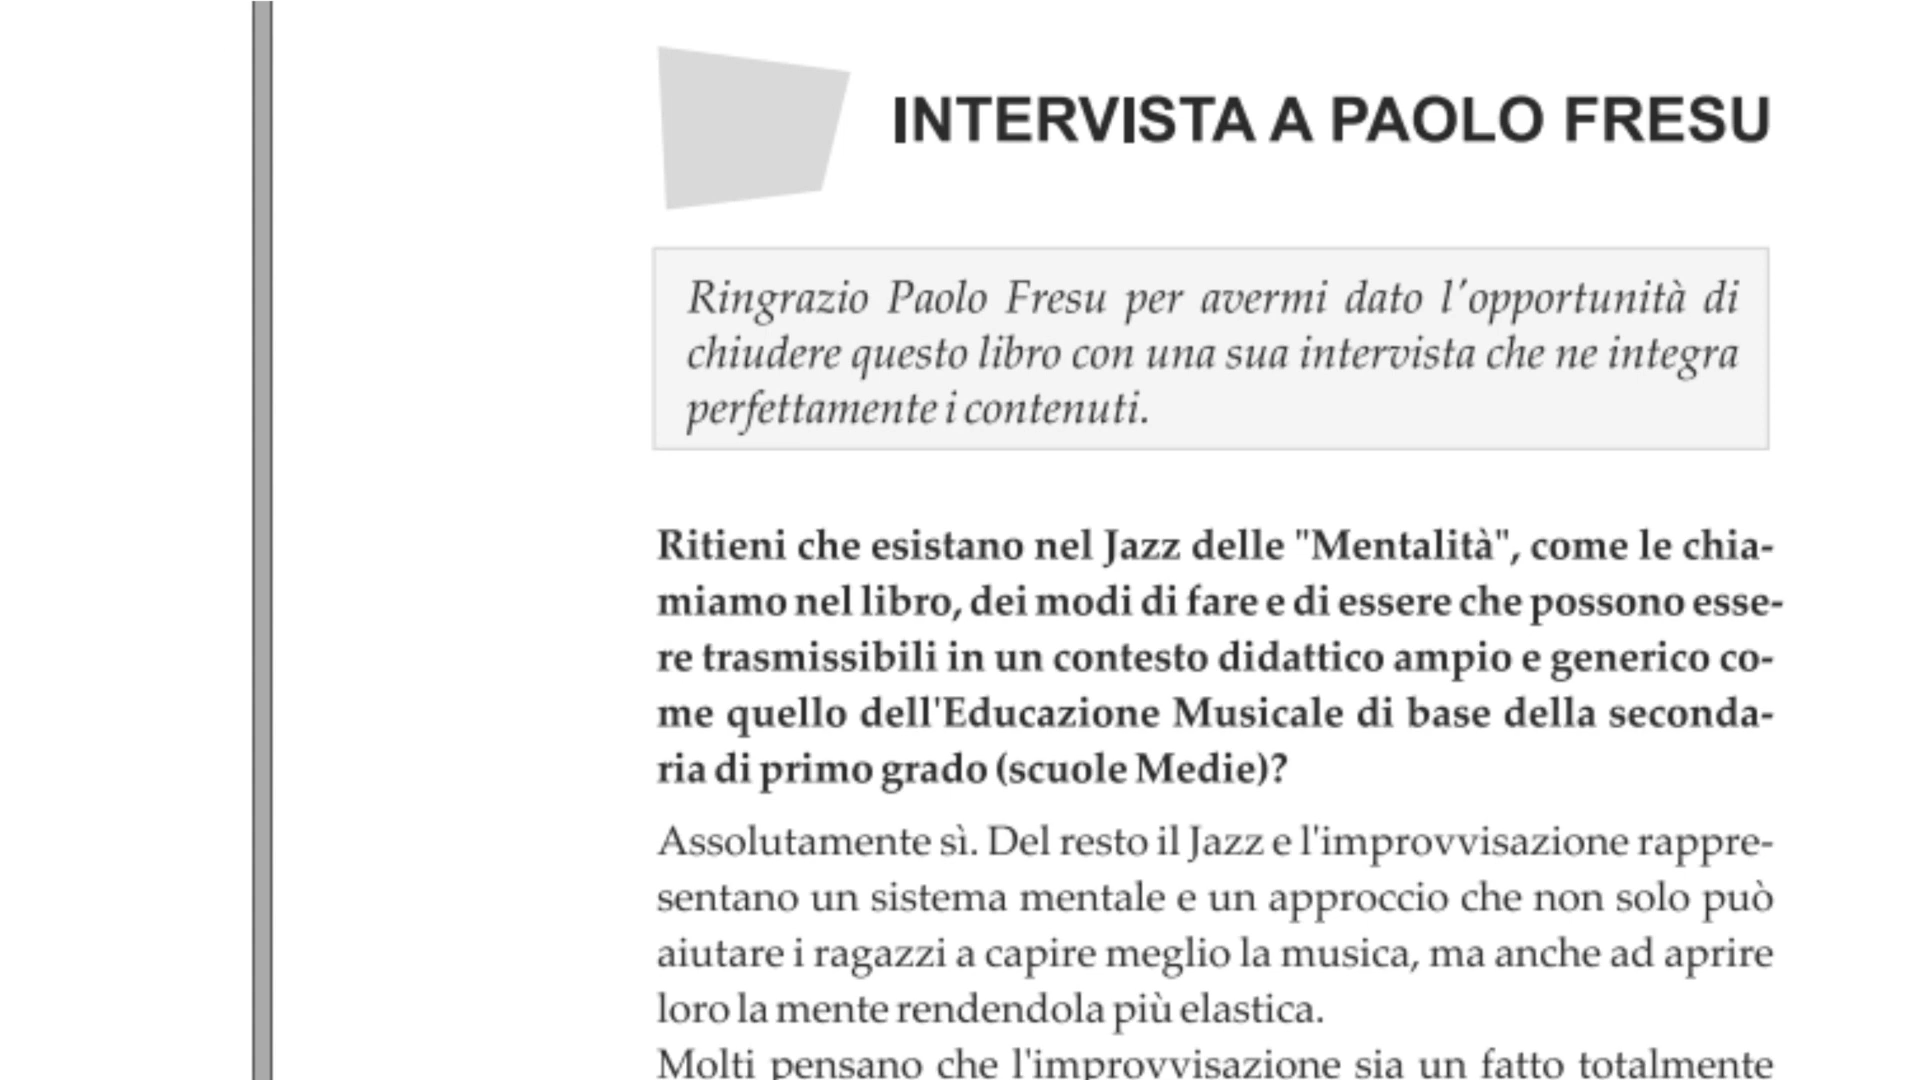 INTERVISTA A PAOLO FRESU
Ringrazio Paolo Fresu per avermi dato l'opportunità di
chiudere questo libro con una sua intervista che ne integra
perfettamente i contenuti.
Ritieni che esistano nel Jazz delle "Mentalità", come le chia-
miamo nel libro, dei modi di fare e di essere che possono esse-
re trasmissibili in un contesto didattico ampio e generico co-
me quello dell'Educazione Musicale di base della seconda-
ria di primo grado (scuole Medie)?
Assolutamente sì. Del resto il Jazz e l'improvvisazione rappre-
sentano un sistema mentale e un approccio che non solo può
aiutare i ragazzi a capire meglio la musica, ma anche ad aprire
loro la mente rendendola più elastica.
Molti pensano che l'improvvisazione sia un fatto totalmente